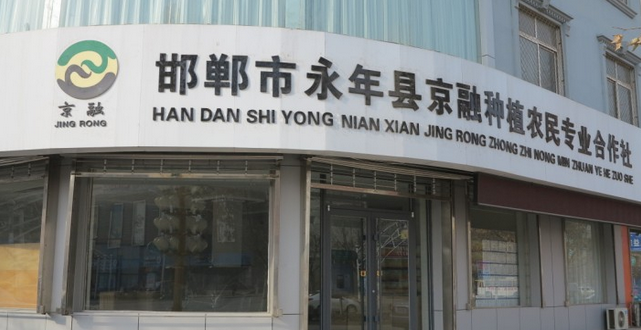 京融
JING RONG
邯郸市永年县京融种植农民专业合作社
HAN DAN SHI YONG NIAN XIAN JING RONG ZHONG ZHI NONG MIN ZHUAN YE HE ZUO SHE